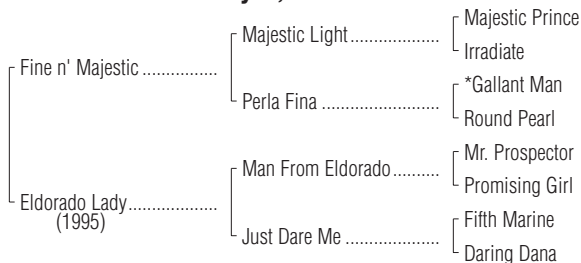 Majestic Prince
Majestic Light
Irradiate
Fine n' Majestic
*Gallant Man
Perla Fina
Round Pearl
Mr. Prospector
Man From Eldorado
Promising Girl
Eldorado Lady
(1995)
Fifth Marine
Just Dare Me
Daring Dana